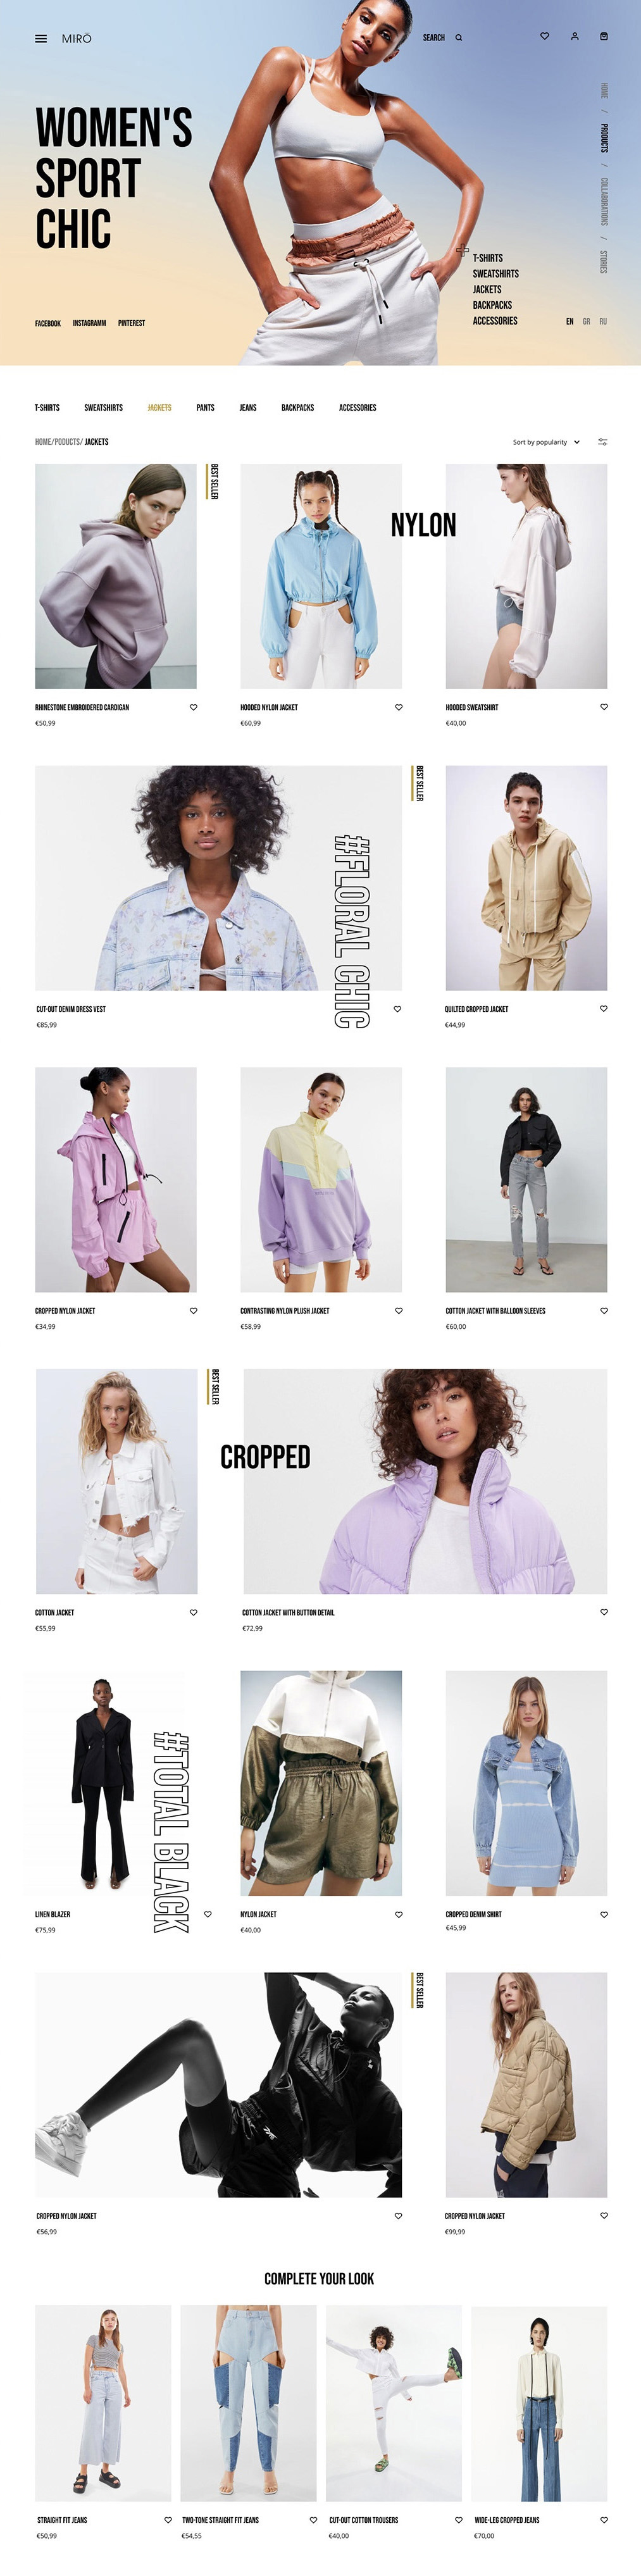 MIRÖ
SEARCH
HOME / PRODUCTS / COLLABORATIONS / STORIES
WOMEN'S
SPORT
CHIC
T-SHIRTS
SWEATSHIRTS
JACKETS
BACKPACKS
ACCESSORIES
FACEBOOK INSTAGRAMM PINTEREST
EN GR RU
T-SHIRTS SWEATSHIRTS JACKETS PANTS JEANS BACKPACKS ACCESSORIES
HOME/PODUCTS/ JACKETS
Sort by popularity
BEST SELLER
NYLON
RHINESTONE EMBROIDERED CARDIGAN
€50,99
HOODED NYLON JACKET
€60,99
HOODED SWEATSHIRT
€40,00
BEST SELLER
#FLORAL CHIC
CUT-OUT DENIM DRESS VEST
€85,99
QUILTED CROPPED JACKET
€44,99
CROPPED NYLON JACKET
€34,99
CONTRASTING NYLON PLUSH JACKET
€58,99
COTTON JACKET WITH BALLOON SLEEVES
€60,00
BEST SELLER
CROPPED
COTTON JACKET
€55,99
COTTON JACKET WITH BUTTON DETAIL
€72,99
#TOTAL BLACK
LINEN BLAZER
€75,99
NYLON JACKET
€40,00
CROPPED DENIM SHIRT
€45,99
BEST SELLER
CROPPED NYLON JACKET
€56,99
CROPPED NYLON JACKET
€99,99
COMPLETE YOUR LOOK
STRAIGHT FIT JEANS
€50,99
TWO-TONE STRAIGHT FIT JEANS
€54,55
CUT-OUT COTTON TROUSERS
€40,00
WIDE-LEG CROPPED JEANS
€70,00